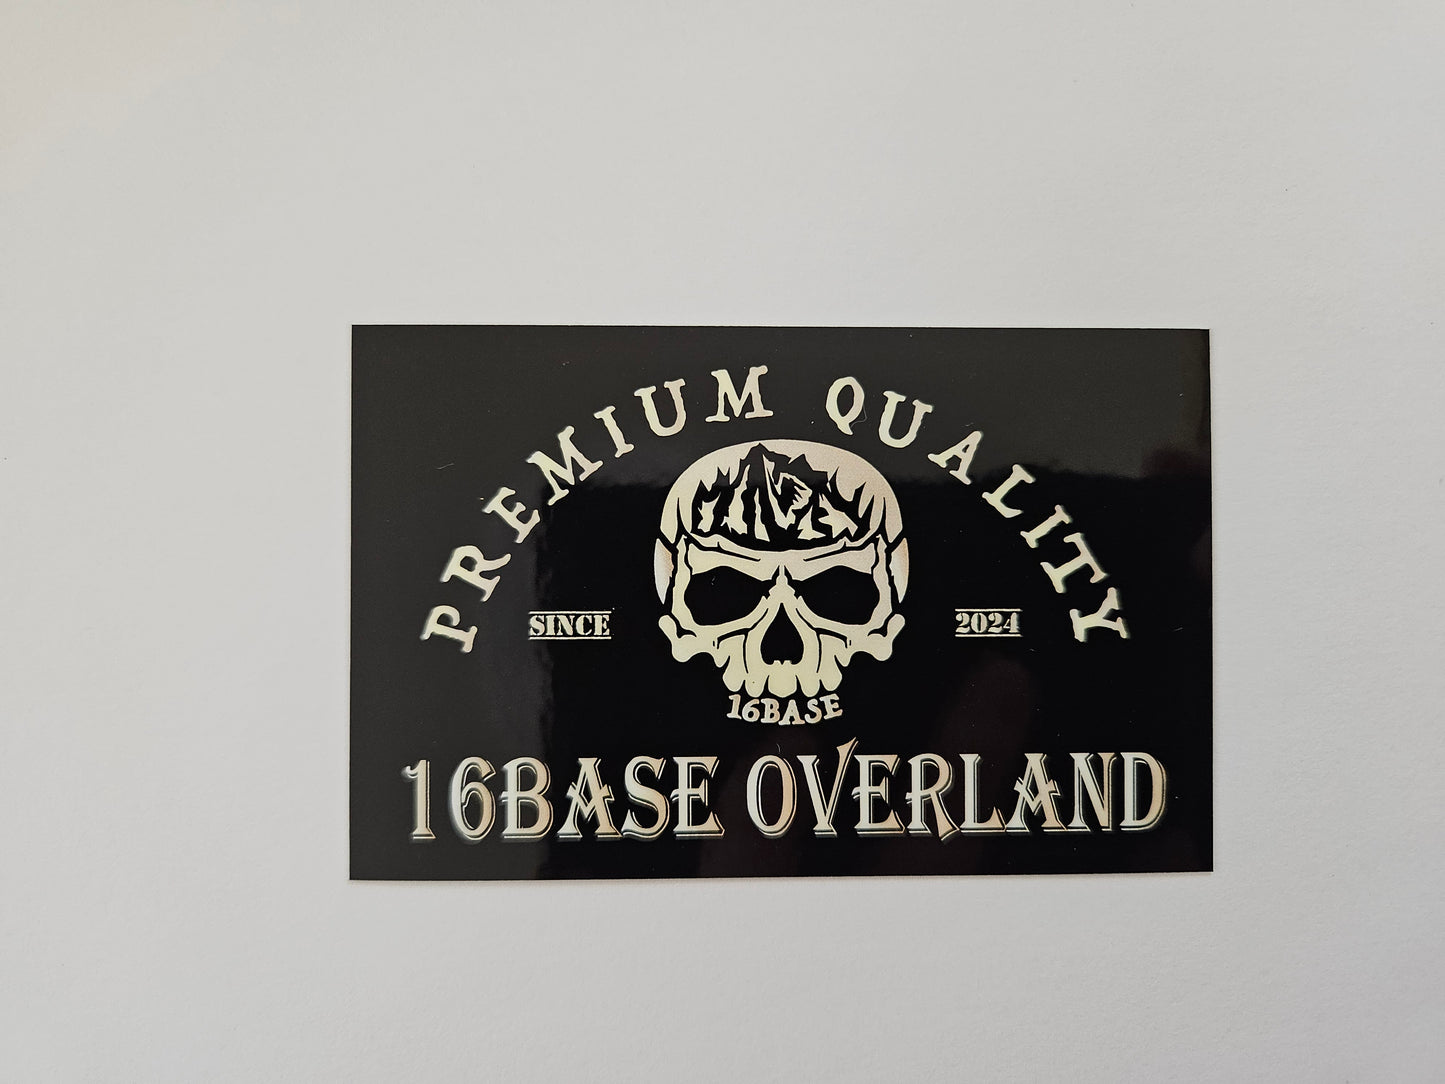 PREMIUM QUALITY
SINCE 2024
16BASE
16BASE OVERLAND